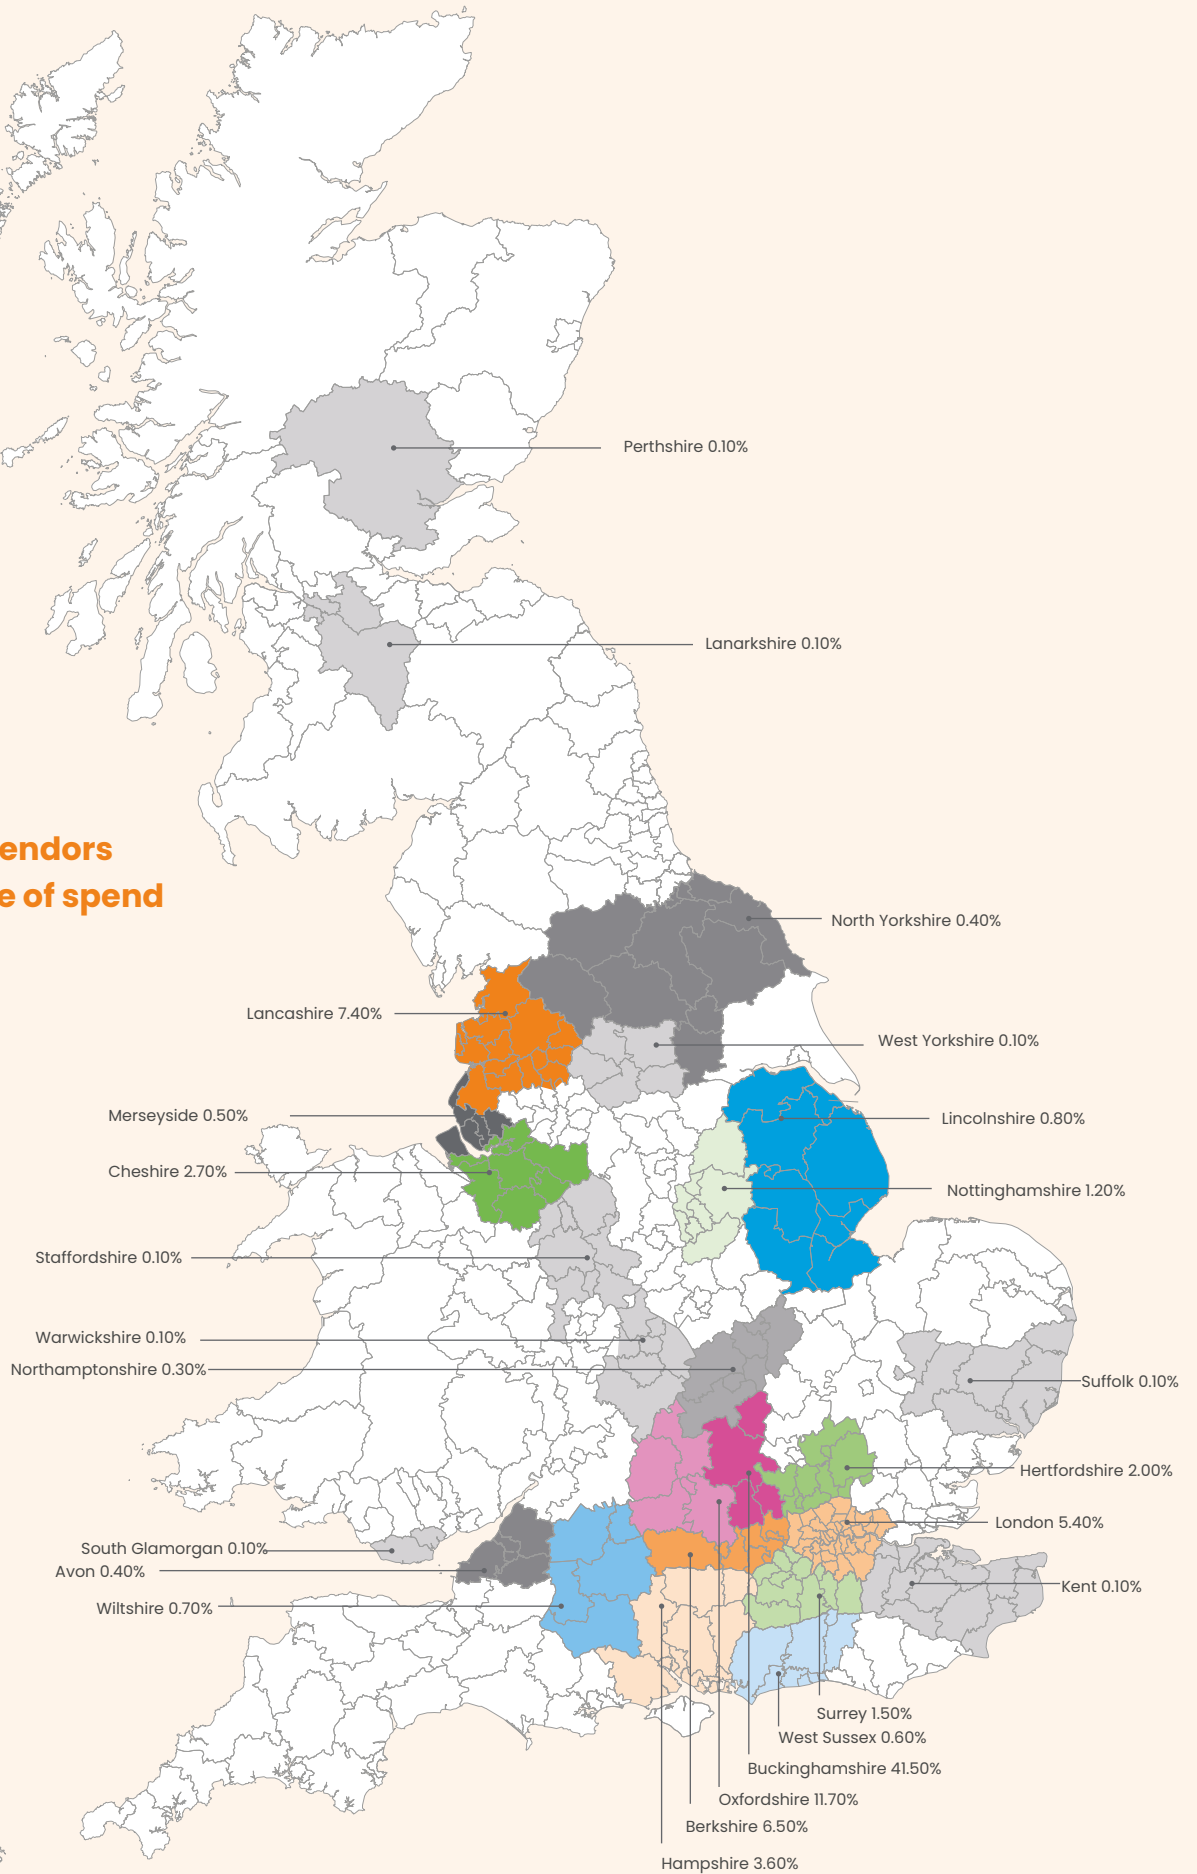 Perthshire 0.10%
Lanarkshire 0.10%
endors
e of spend
North Yorkshire 0.40%
Lancashire 7.40%
West Yorkshire 0.10%
Merseyside 0.50%
Lincolnshire 0.80%
Cheshire 2.70%
Nottinghamshire 1.20%
Staffordshire 0.10%
Warwickshire 0.10%
Northamptonshire 0.30%
Suffolk 0.10%
Hertfordshire 2.00%
London 5.40%
South Glamorgan 0.10%
Avon 0.40%
Kent 0.10%
Wiltshire 0.70%
Surrey 1.50%
West Sussex 0.60%
Buckinghamshire 41.50%
Oxfordshire 11.70%
Berkshire 6.50%
Hampshire 3.60%